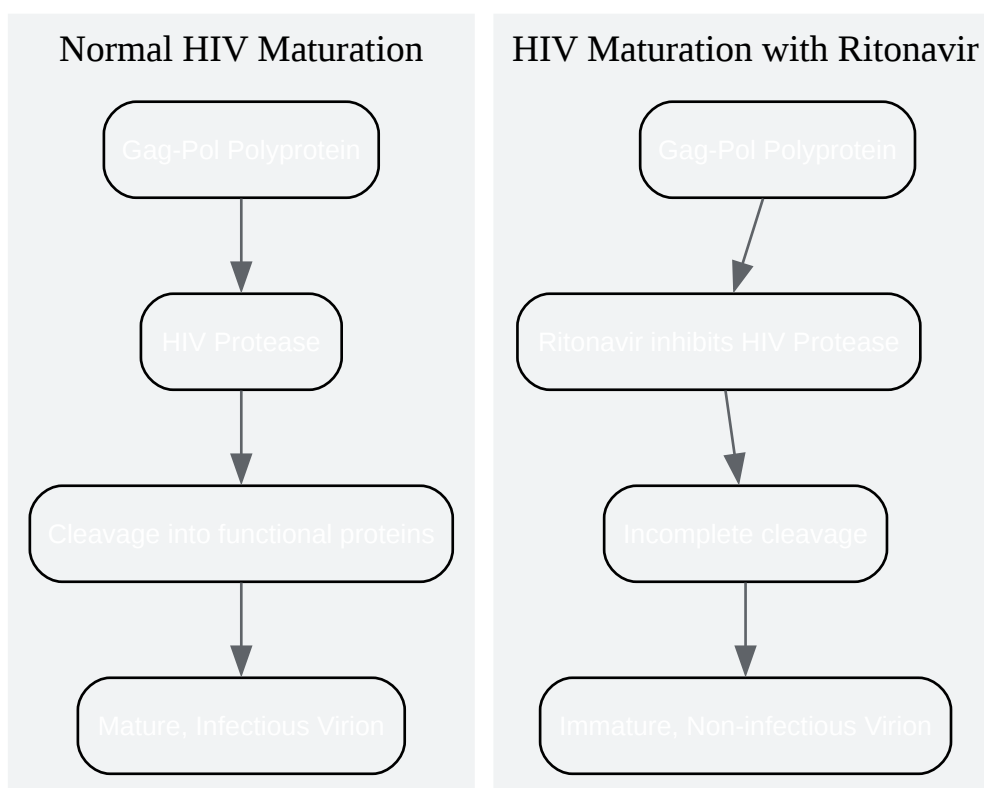 Normal HIV Maturation
Gag-Pol Polyprotein
HIV Protease
Cleavage into functional proteins
Mature, Infectious Virion
HIV Maturation with Ritonavir
Gag-Pol Polyprotein
Ritonavir inhibits HIV Protease
Incomplete cleavage
Immature, Non-infectious Virion